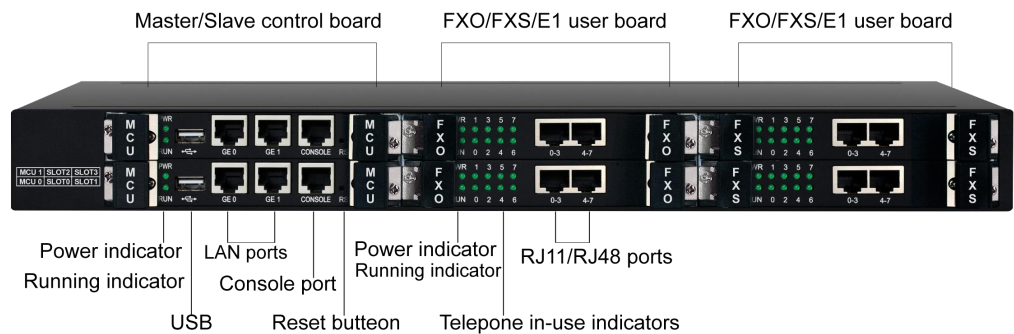 Master/Slave control board FXO/FXS/E1 user board FXO/FXS/E1 user board
MCU PWR 1 3 5 7 FXO FXS PWR 1 3 5 7 FXS
RUN GE 0 GE 1 CONSOLE MCU FXO 0 2 4 6 0-3 4-7 FXO FXS 0 2 4 6 0-3 4-7 FXS
MCU 1 SLOT2 SLOT3
MCU 0 SLOT0 SLOT1
MCU PWR MCU FXO 1 3 5 7 FXO FXS 1 3 5 7 FXS
RUN GE 0 GE 1 CONSOLE 0 2 4 6 0-3 4-7 0 2 4 6 0-3 4-7
Power indicator LAN ports Power indicator RJ11/RJ48 ports
Running indicator Console port Running indicator
USB Reset butteon Telepone in-use indicators